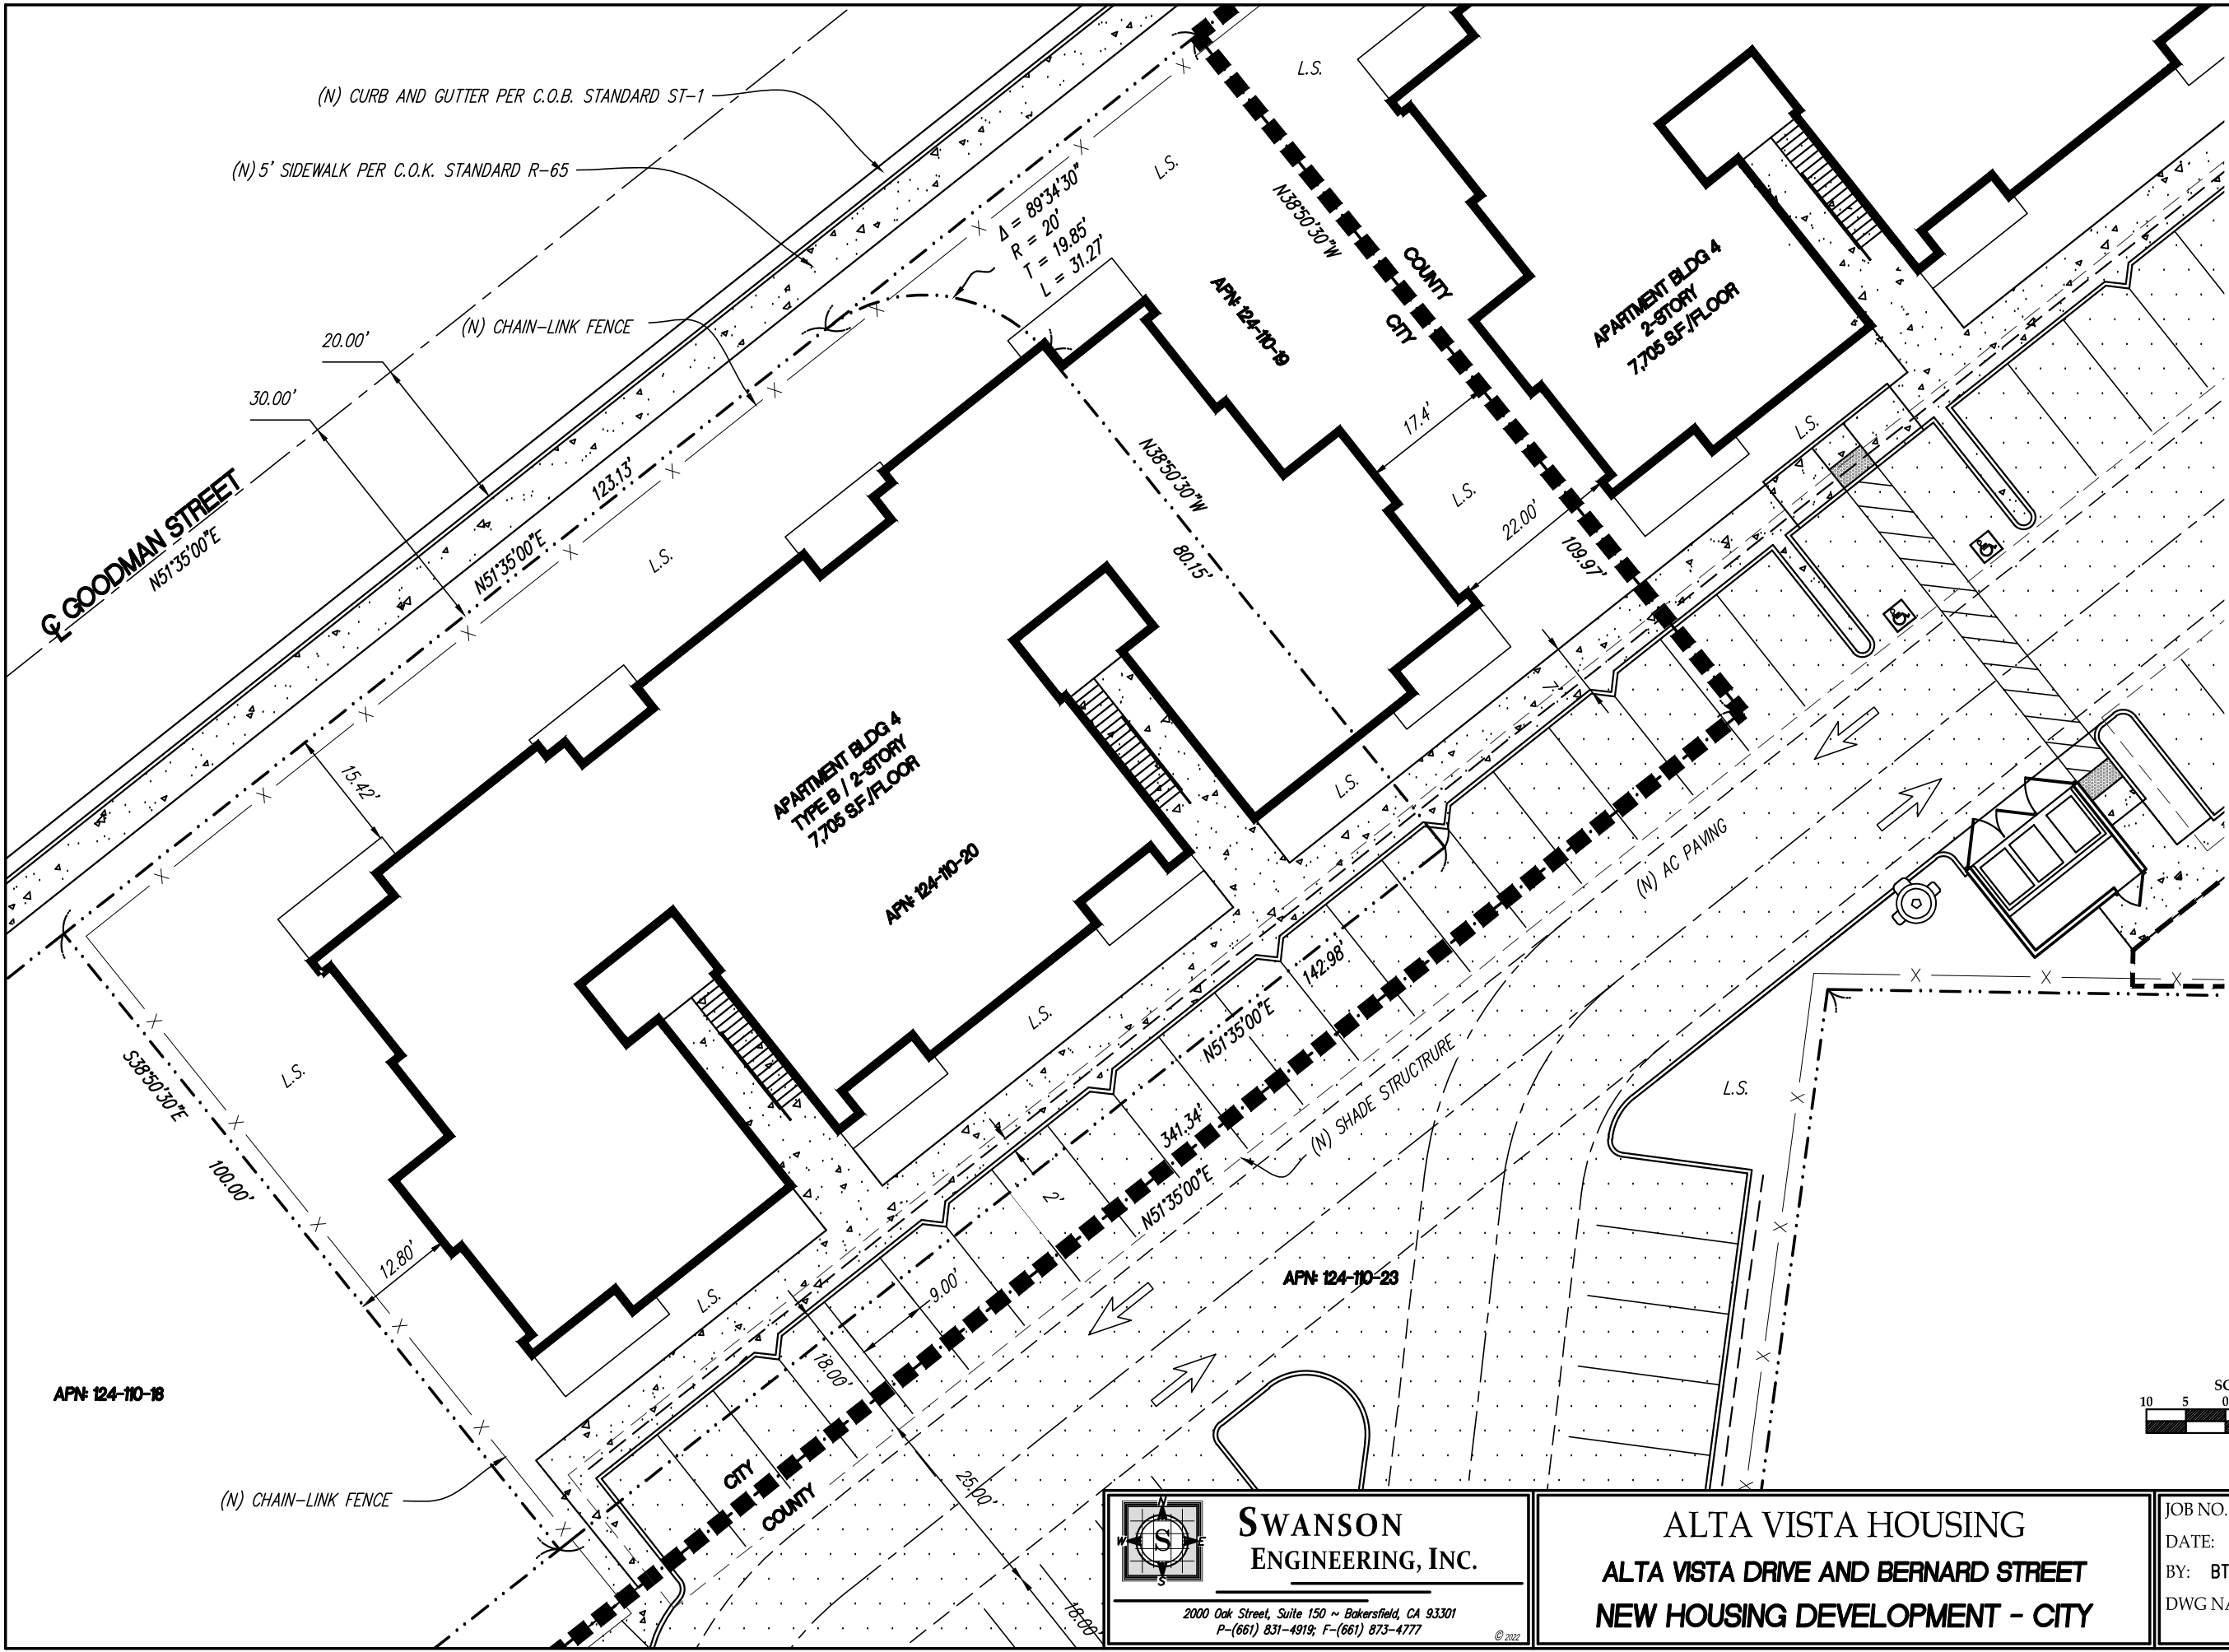 (N) CURB AND GUTTER PER C.O.B. STANDARD ST-1
(N) 5' SIDEWALK PER C.O.K. STANDARD R-65
(N) CHAIN-LINK FENCE
20.00'
30.00'
℄ GOODMAN STREET
N51°35'00"E
123.13'
N51°35'00"E
L.S.
L.S.
L.S.
Δ = 89°34'30"
R = 20'
T = 19.85'
L = 31.27'
N38°50'30"W
COUNTY
CITY
APN: 124-110-19
APARTMENT BLDG 4
2-STORY
7,705 S.F./FLOOR
17.4'
L.S.
L.S.
22.00'
109.97'
N38°50'30"W
80.15'
7'
15.42'
APARTMENT BLDG 4
TYPE B / 2-STORY
7,705 S.F./FLOOR
APN: 124-110-20
L.S.
(N) AC PAVING
142.98'
N51°35'00"E
L.S.
L.S.
S38°50'30"E
100.00'
341.34'
N51°35'00"E
(N) SHADE STRUCTRURE
L.S.
2'
12.80'
9.00'
L.S.
18.00'
APN: 124-110-23
APN: 124-110-18
(N) CHAIN-LINK FENCE
CITY
COUNTY
25.00'
18.00'
10 5 0
N
W
S
E
S
SWANSON
ENGINEERING, INC.
2000 Oak Street, Suite 150 ~ Bakersfield, CA 93301
P-(661) 831-4919; F-(661) 873-4777
© 2022
ALTA VISTA HOUSING
ALTA VISTA DRIVE AND BERNARD STREET
NEW HOUSING DEVELOPMENT - CITY
JOB NO.
DATE:
BY: BT
DWG NA